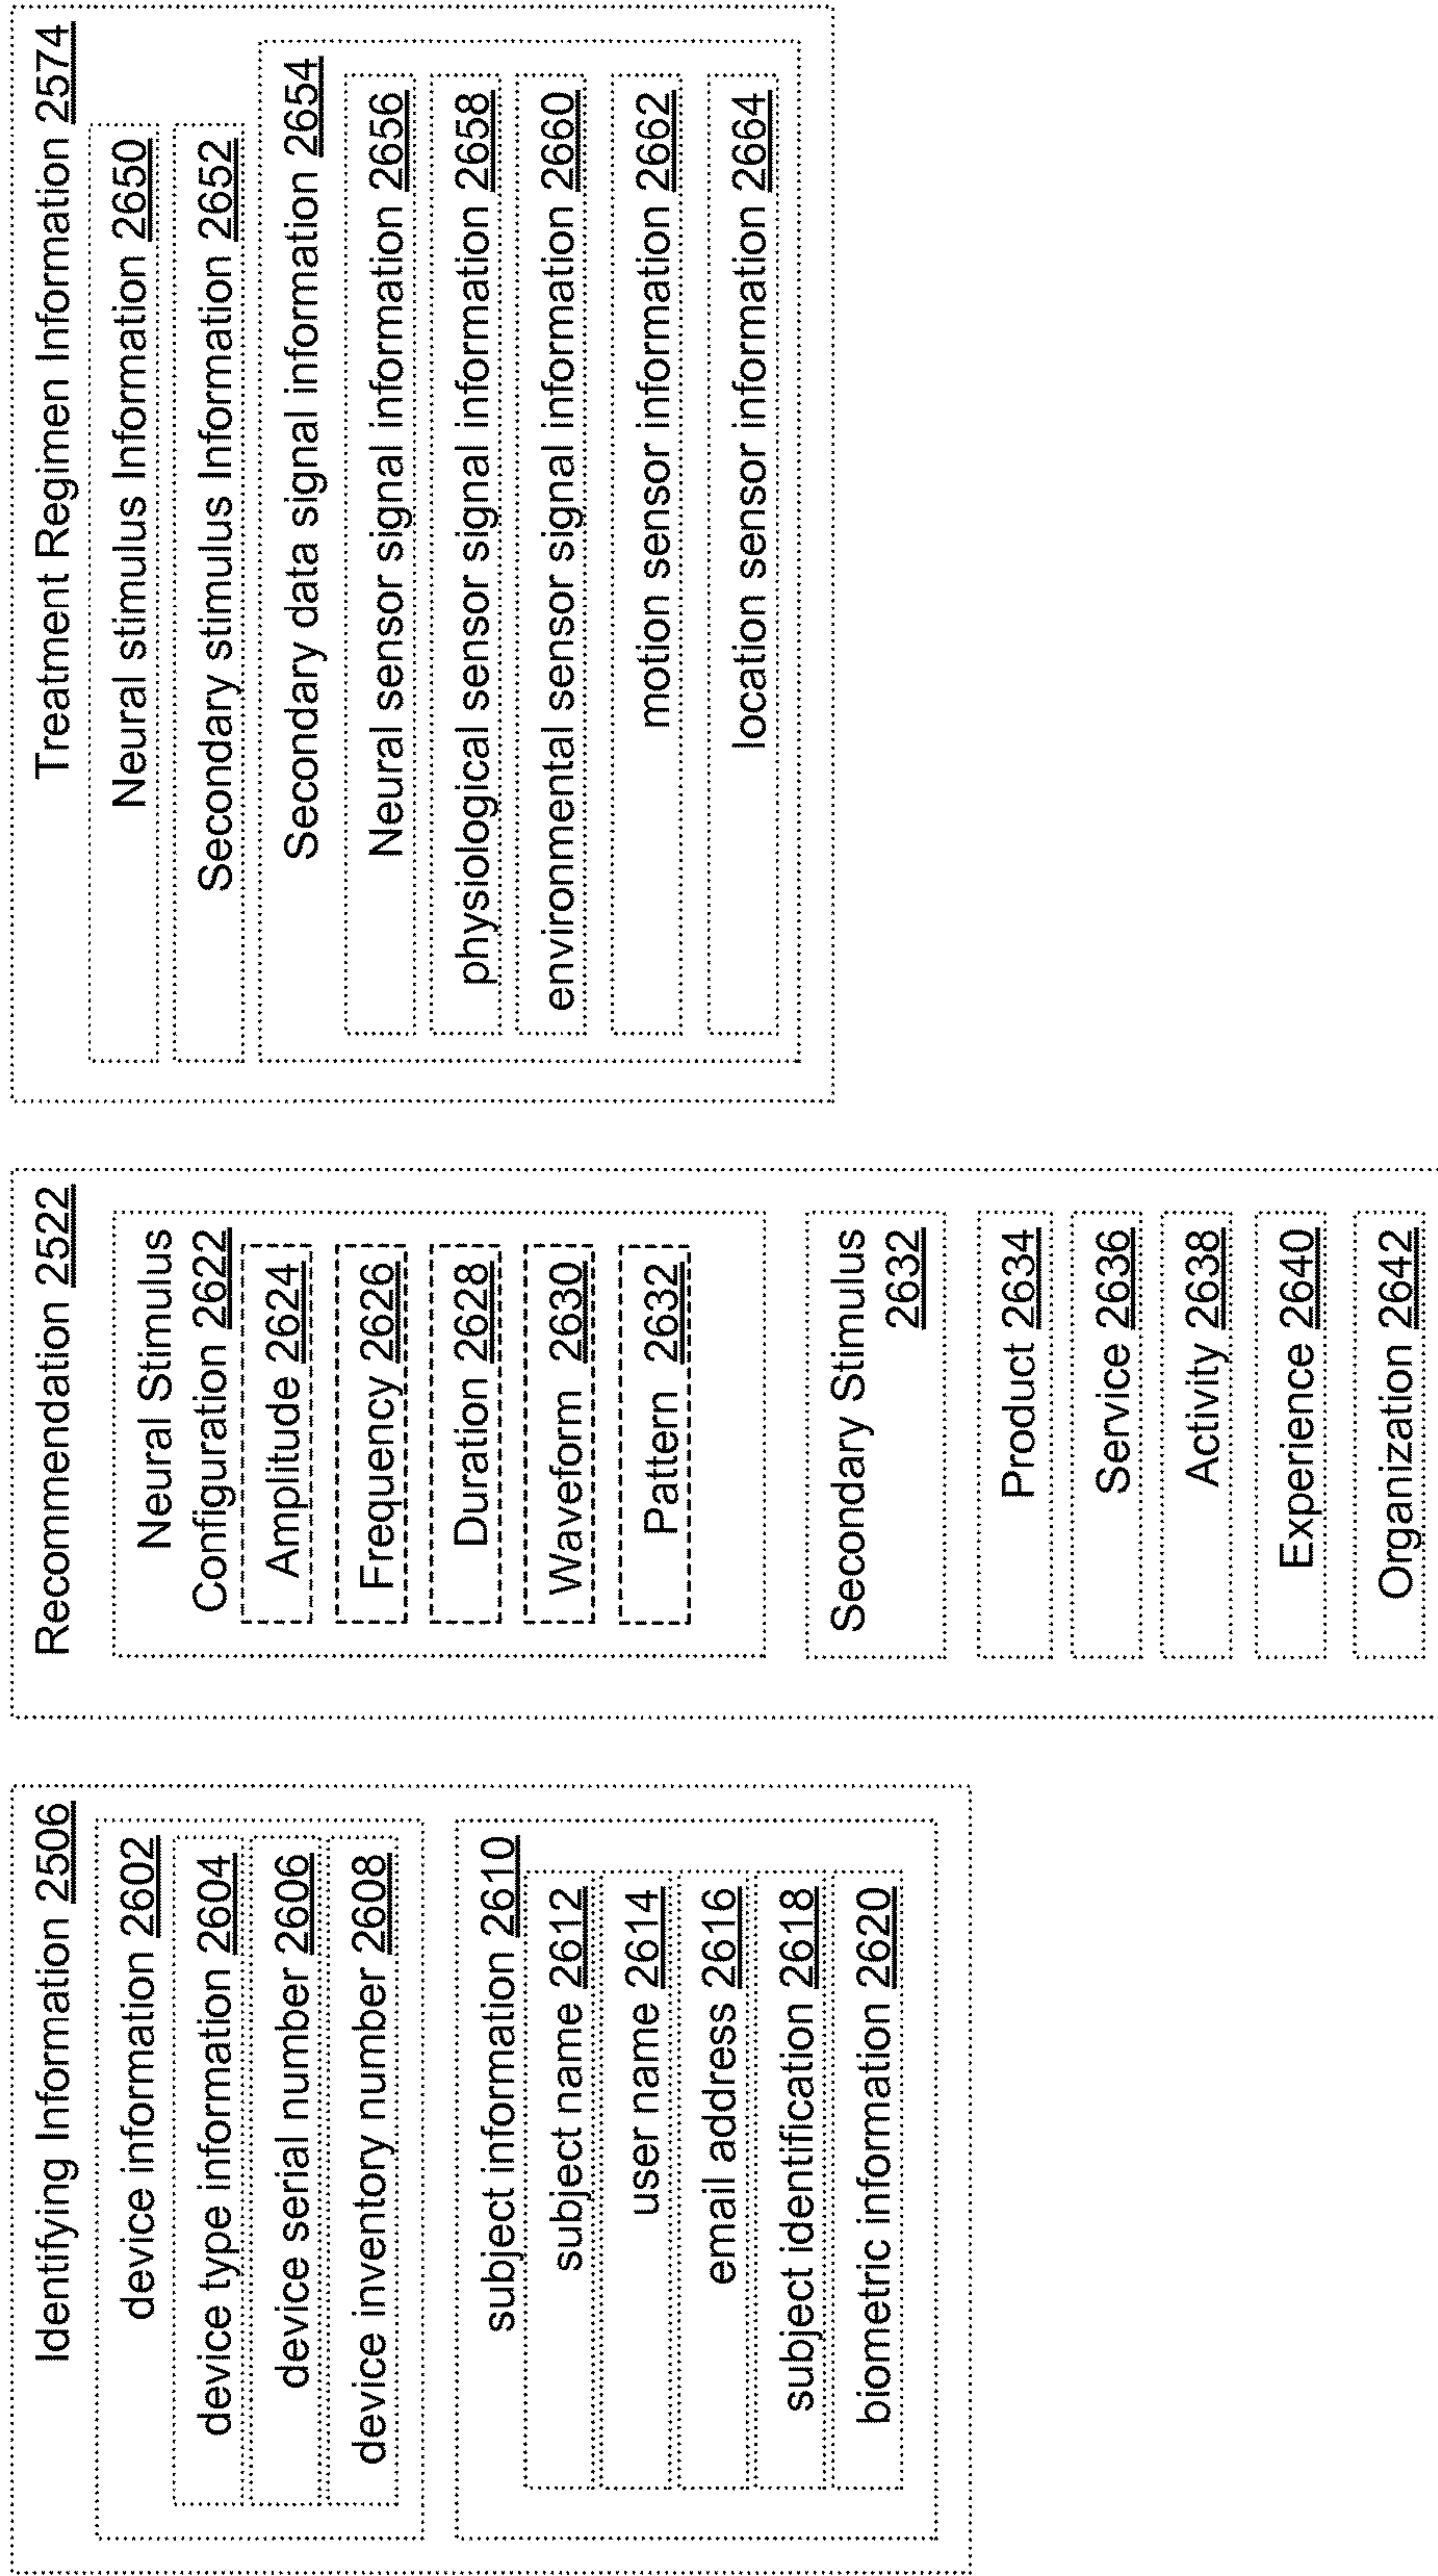 Identifying Information 2506
device information 2602
device type information 2604
device serial number 2606
device inventory number 2608
subject information 2610
subject name 2612
user name 2614
email address 2616
subject identification 2618
biometric information 2620
Recommendation 2522
Neural Stimulus
Configuration 2622
Amplitude 2624
Frequency 2626
Duration 2628
Waveform 2630
Pattern 2632
Secondary Stimulus
2632
Product 2634
Service 2636
Activity 2638
Experience 2640
Organization 2642
Treatment Regimen Information 2574
Neural stimulus Information 2650
Secondary stimulus Information 2652
Secondary data signal information 2654
Neural sensor signal information 2656
physiological sensor signal information 2658
environmental sensor signal information 2660
motion sensor information 2662
location sensor information 2664